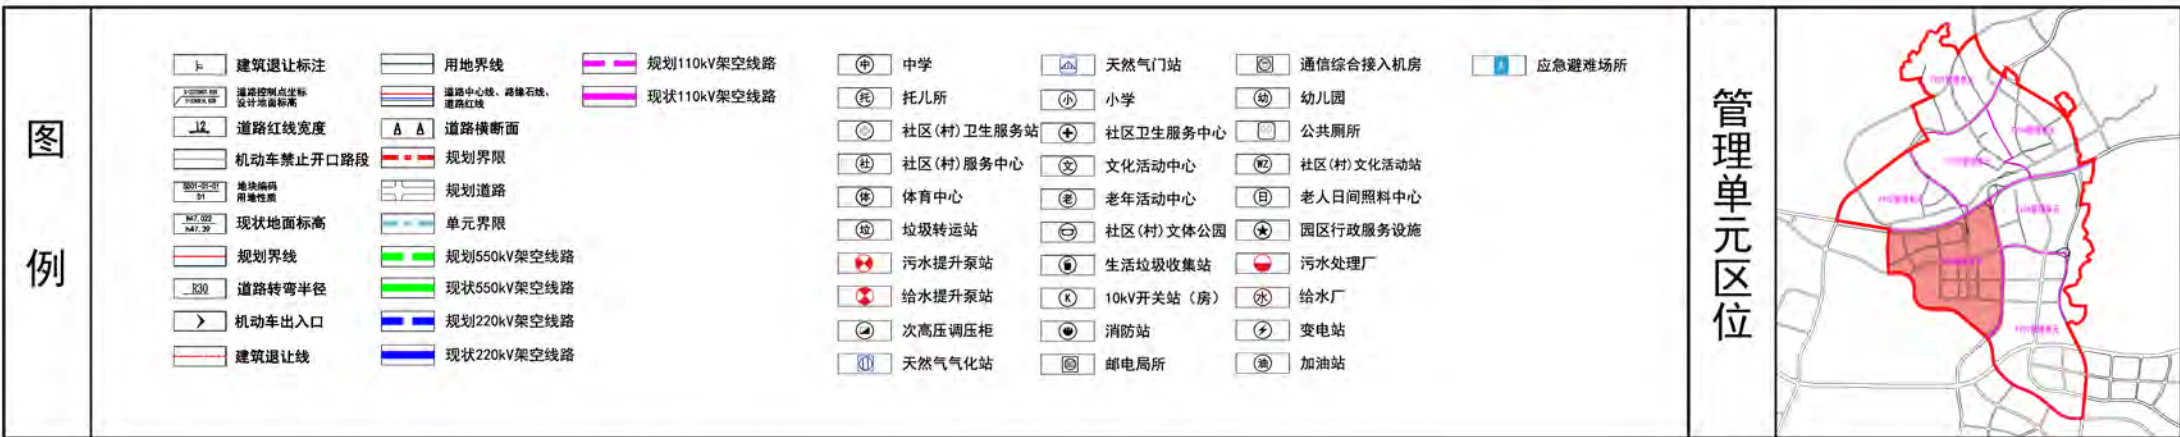 图例
建筑退让标注
道路控制点坐标
设计地面标高
12
道路红线宽度
机动车禁止开口路段
地块编码
用地性质
现状地面标高
规划界线
R30
道路转弯半径
机动车出入口
建筑退让线
用地界线
道路中心线、路缘石线、
道路红线
A A
道路横断面
规划界限
规划道路
单元界限
规划550kV架空线路
现状550kV架空线路
规划220kV架空线路
现状220kV架空线路
规划110kV架空线路
现状110kV架空线路
中 中学
托 托儿所
社区(村)卫生服务站
社 社区(村)服务中心
体 体育中心
垃 垃圾转运站
污水提升泵站
给水提升泵站
次高压调压柜
天然气气化站
天然气门站
小 小学
社区卫生服务中心
文 文化活动中心
老 老年活动中心
社区(村)文体公园
生活垃圾收集站
K 10kV开关站（房）
消防站
邮电局所
通信综合接入机房
幼 幼儿园
公共厕所
WZ 社区(村)文化活动站
日 老人日间照料中心
园区行政服务设施
污水处理厂
水 给水厂
变电站
油 加油站
应急避难场所
管理单元区位